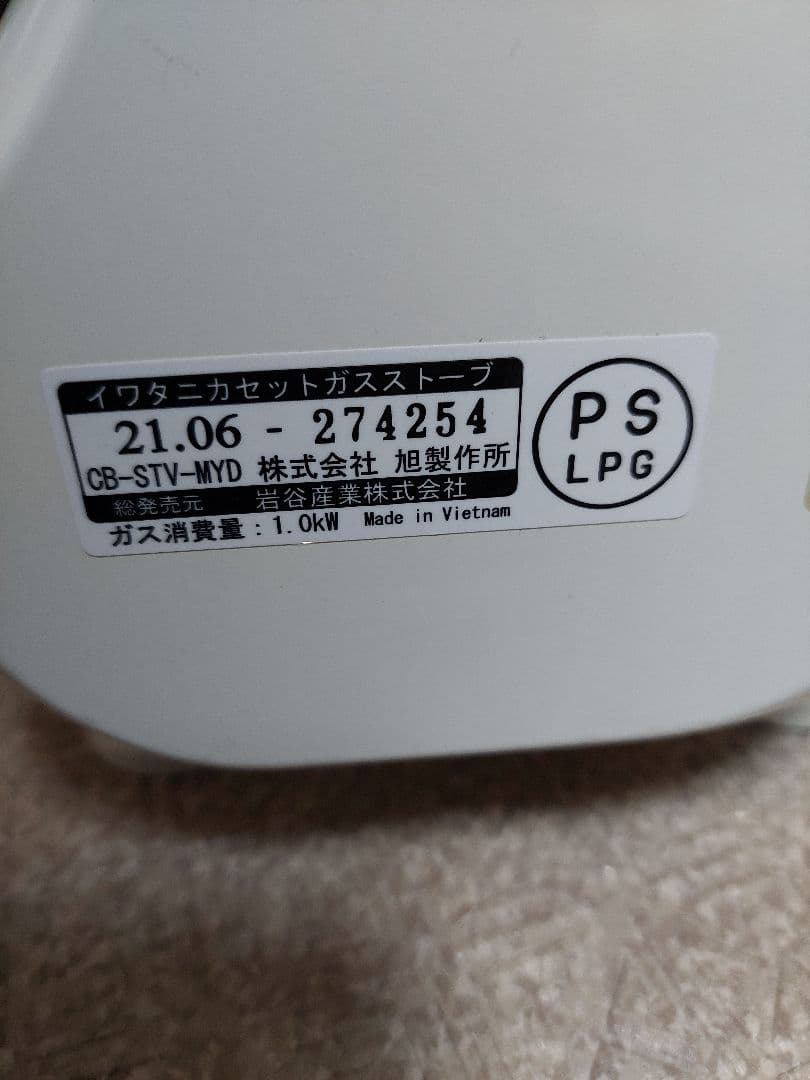 イワタニカセットガスストーブ
21.06 - 274254
CB-STV-MYD 株式会社 旭製作所
総発売元 岩谷産業株式会社
ガス消費量：1.0kW Made in Vietnam
PS
LPG